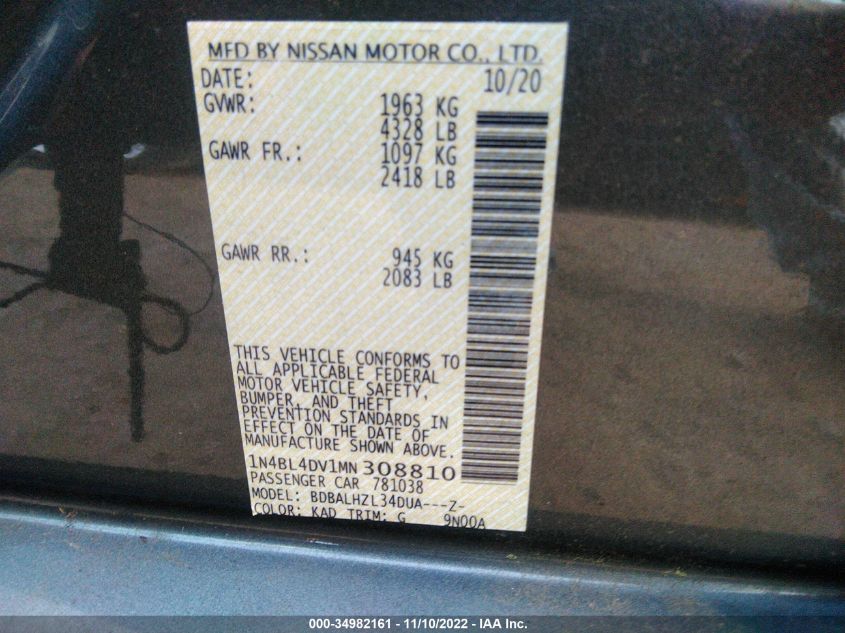 MFD BY NISSAN MOTOR CO., LTD.
DATE: 10/20
GVWR: 1963 KG
4328 LB
GAWR FR.: 1097 KG
2418 LB
GAWR RR.: 945 KG
2083 LB
THIS VEHICLE CONFORMS TO
ALL APPLICABLE FEDERAL
MOTOR VEHICLE SAFETY,
BUMPER, AND THEFT
PREVENTION STANDARDS IN
EFFECT ON THE DATE OF
MANUFACTURE SHOWN ABOVE.
1N4BL4DV1MN308810
PASSENGER CAR 781038
MODEL: BDBALHZL34DUA---Z-
COLOR: KAD TRIM: G 9N00A
000-34982161 - 11/10/2022 - IAA Inc.